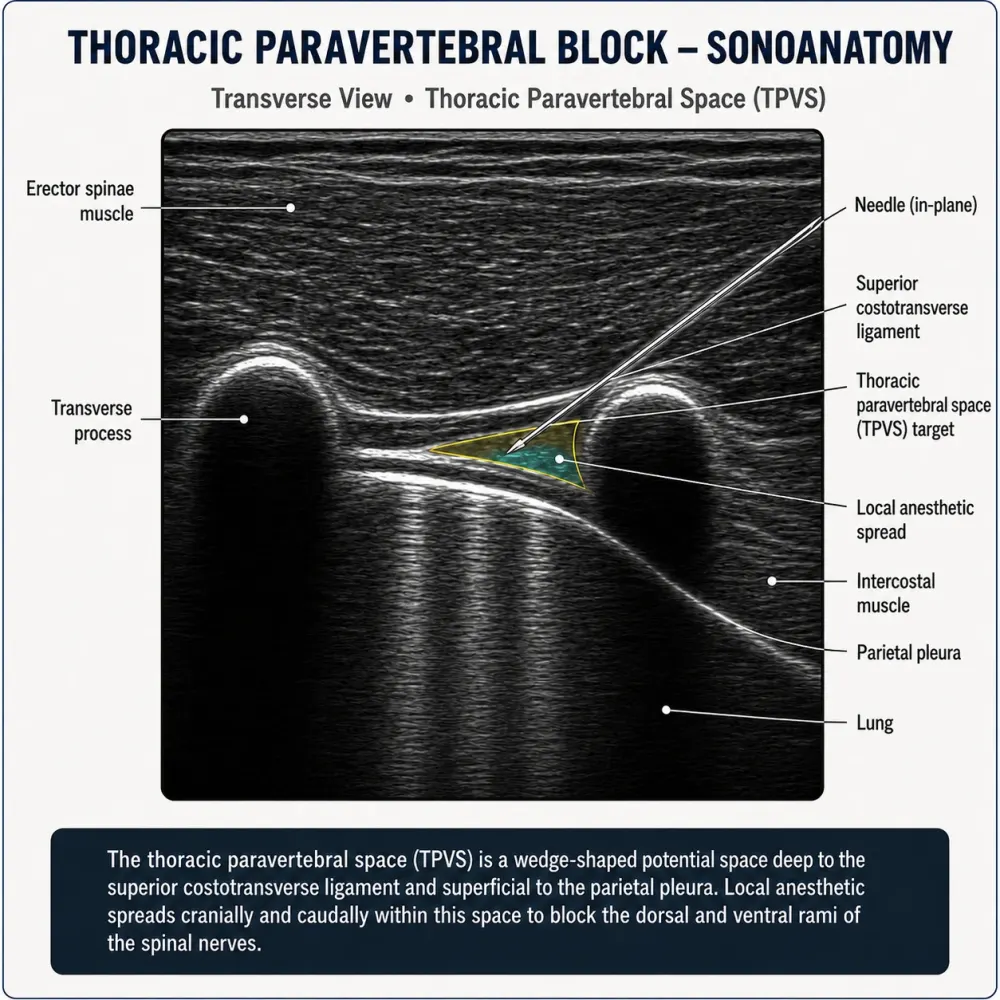 THORACIC PARAVERTEBRAL BLOCK – SONOANATOMY
Transverse View • Thoracic Paravertebral Space (TPVS)
Erector spinae
muscle
Transverse
process
Needle (in-plane)
Superior
costotransverse
ligament
Thoracic
paravertebral space
(TPVS) target
Local anesthetic
spread
Intercostal
muscle
Parietal pleura
Lung
The thoracic paravertebral space (TPVS) is a wedge-shaped potential space deep to the
superior costotransverse ligament and superficial to the parietal pleura. Local anesthetic
spreads cranially and caudally within this space to block the dorsal and ventral rami of
the spinal nerves.